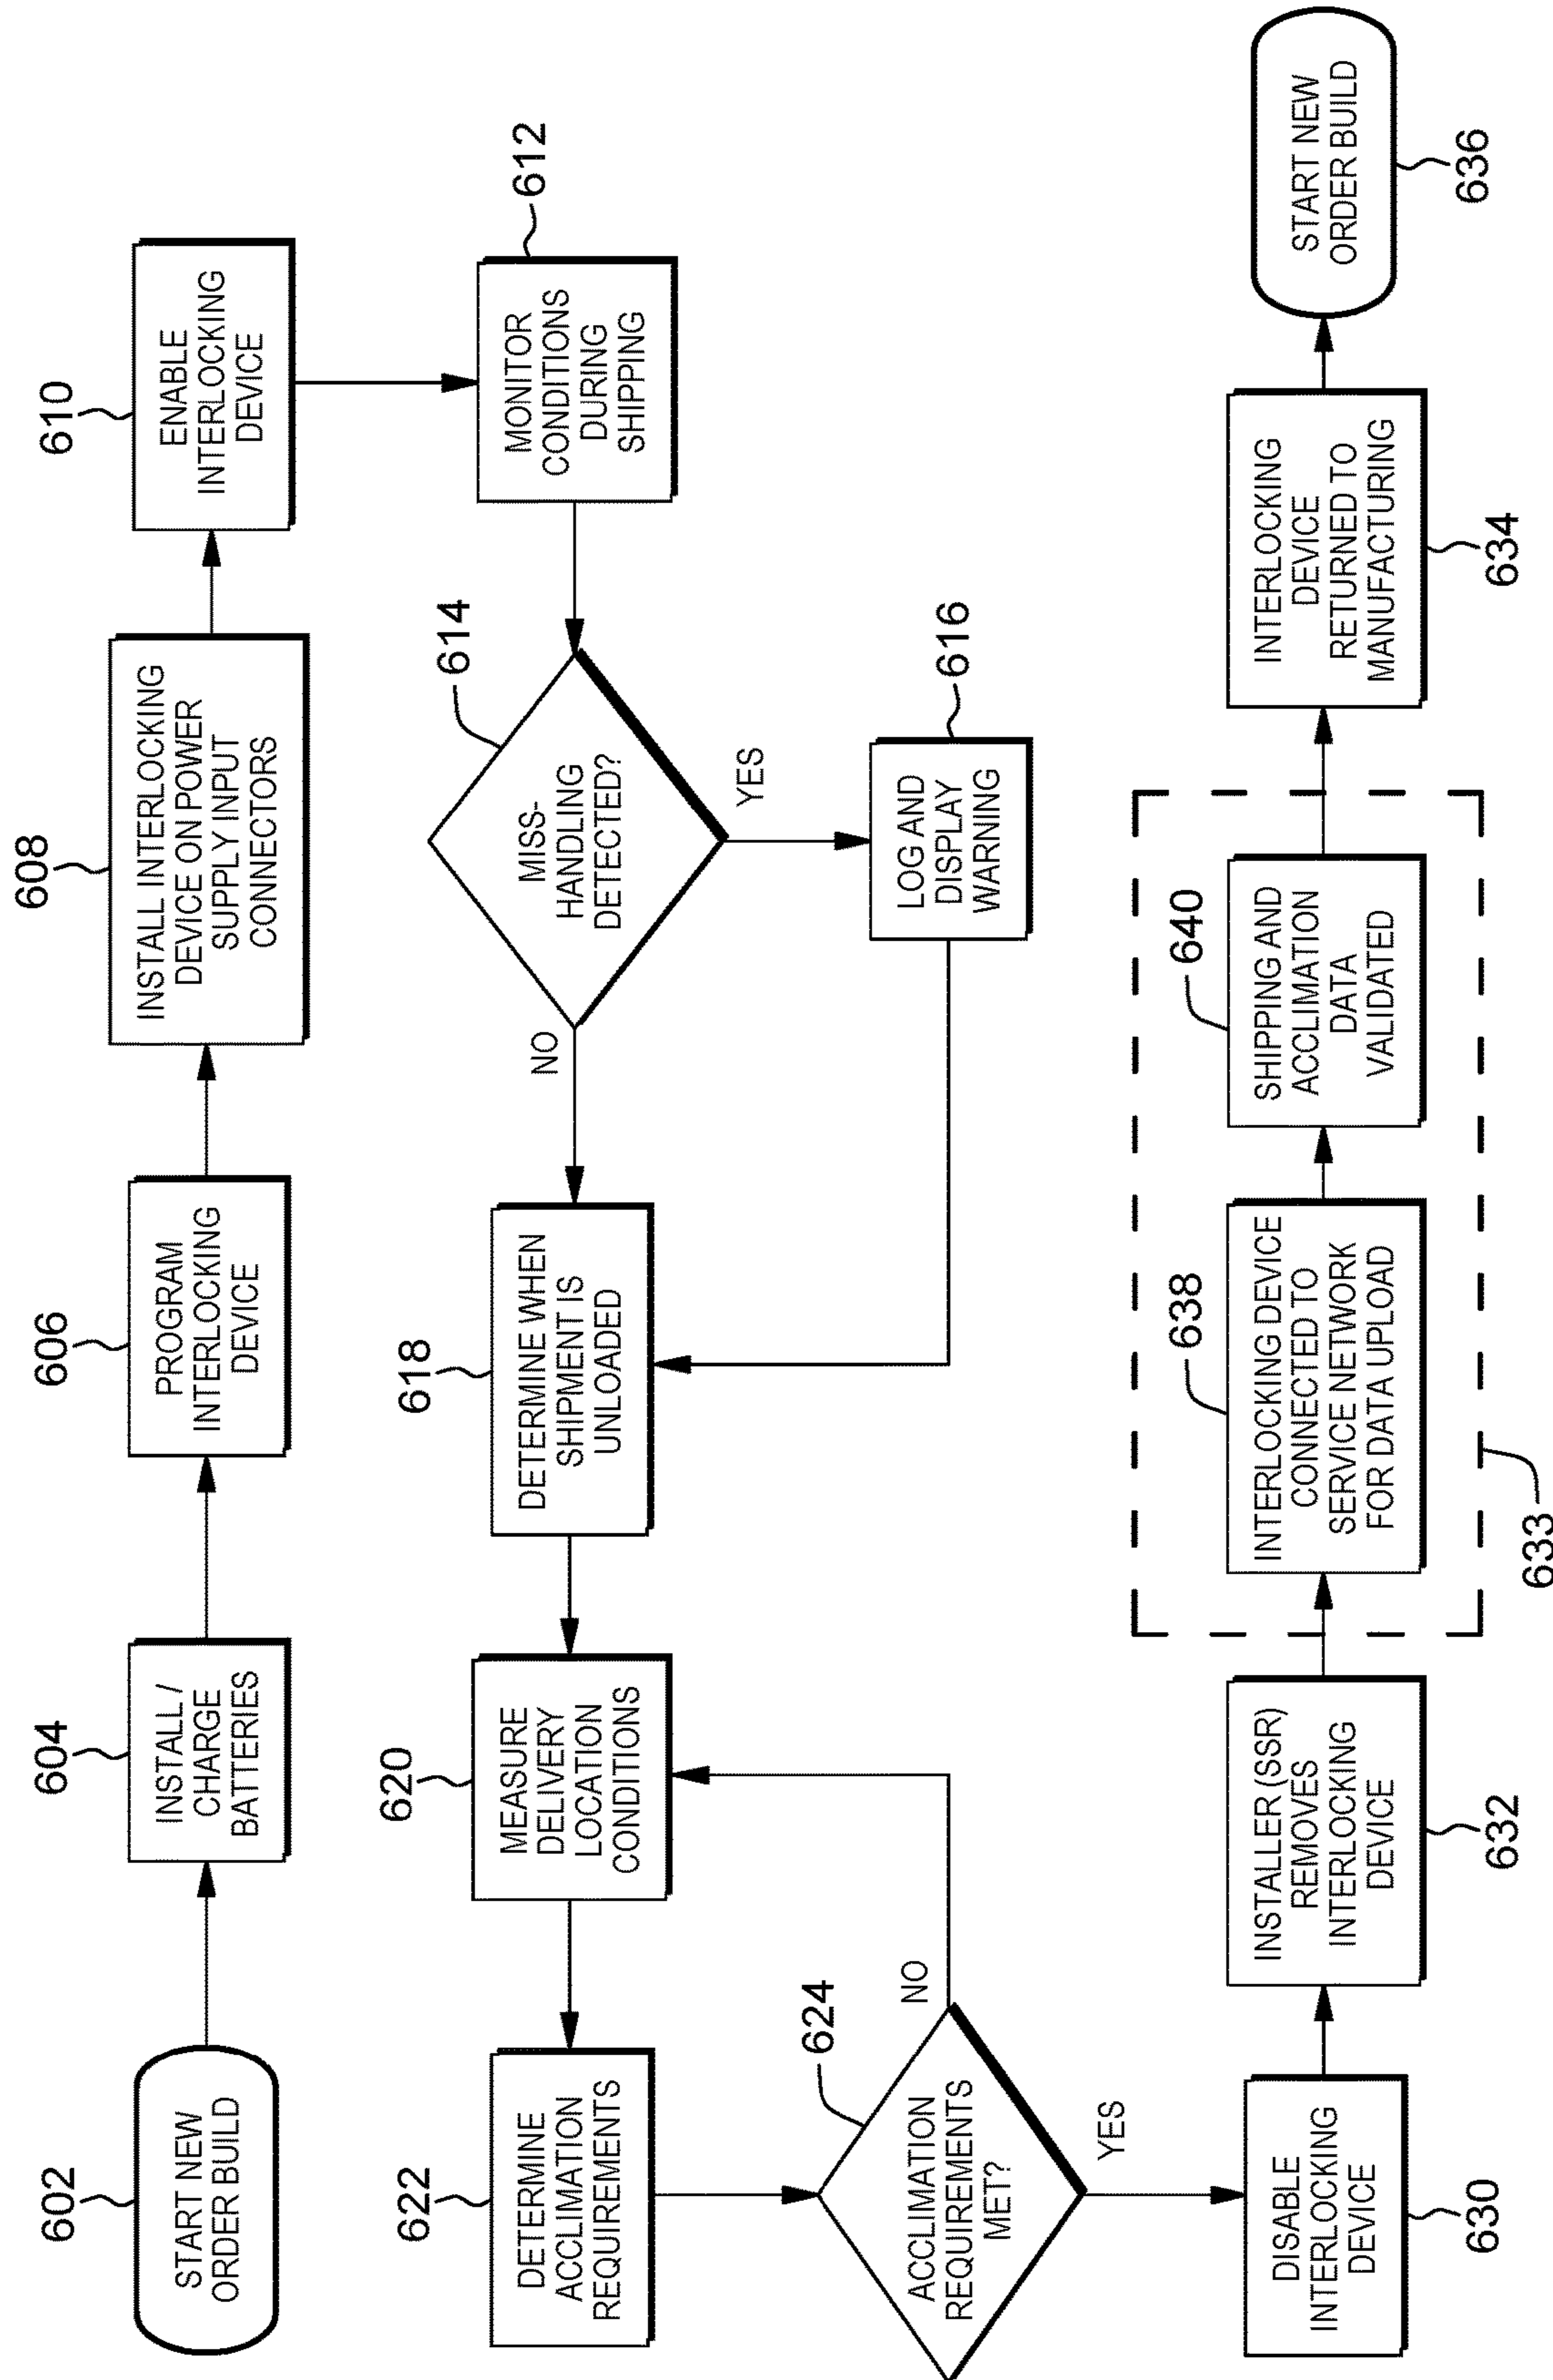 602
START NEW
ORDER BUILD
604
INSTALL /
CHARGE
BATTERIES
606
PROGRAM
INTERLOCKING
DEVICE
608
INSTALL INTERLOCKING
DEVICE ON POWER
SUPPLY INPUT
CONNECTORS
610
ENABLE
INTERLOCKING
DEVICE
612
MONITOR
CONDITIONS
DURING
SHIPPING
614
MISS-
HANDLING
DETECTED?
NO
YES
616
LOG AND
DISPLAY
WARNING
618
DETERMINE WHEN
SHIPMENT IS
UNLOADED
620
MEASURE
DELIVERY
LOCATION
CONDITIONS
622
DETERMINE
ACCLIMATION
REQUIREMENTS
624
ACCLIMATION
REQUIREMENTS
MET?
NO
YES
DISABLE
INTERLOCKING
DEVICE
630
INSTALLER (SSR)
REMOVES
INTERLOCKING
DEVICE
632
638
INTERLOCKING DEVICE
CONNECTED TO
SERVICE NETWORK
FOR DATA UPLOAD
633
640
SHIPPING AND
ACCLIMATION
DATA
VALIDATED
INTERLOCKING
DEVICE
RETURNED TO
MANUFACTURING
634
START NEW
ORDER BUILD
636